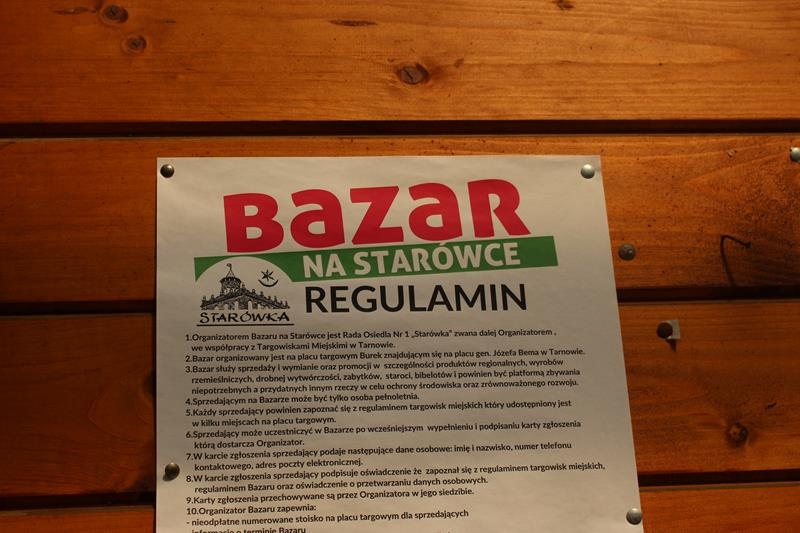 BaZaR
NA STARÓWCE
STARÓWKA
REGULAMIN
1.Organizatorem Bazaru na Starówce jest Rada Osiedla Nr 1 „Starówka” zwana dalej Organizatorem ,
we współpracy z Targowiskami Miejskimi w Tarnowie.
2.Bazar organizowany jest na placu targowym Burek znajdującym się na placu gen. Józefa Bema w Tarnowie.
3.Bazar służy sprzedaży i wymianie oraz promocji w szczególności produktów regionalnych, wyrobów
rzemieślniczych, drobnej wytwórczości, zabytków, staroci, bibelotów i powinien być platformą zbywania
niepotrzebnych a przydatnych innym rzeczy w celu ochrony środowiska oraz zrównoważonego rozwoju.
4.Sprzedającym na Bazarze może być tylko osoba pełnoletnia.
5.Każdy sprzedający powinien zapoznać się z regulaminem targowisk miejskich który udostępniony jest
w kilku miejscach na placu targowym.
6.Sprzedający może uczestniczyć w Bazarze po wcześniejszym wypełnieniu i podpisaniu karty zgłoszenia
którą dostarcza Organizator.
7.W karcie zgłoszenia sprzedający podaje następujące dane osobowe: imię i nazwisko, numer telefonu
kontaktowego, adres poczty elektronicznej.
8.W karcie zgłoszenia sprzedający podpisuje oświadczenie że zapoznał się z regulaminem targowisk miejskich,
regulaminem Bazaru oraz oświadczenie o przetwarzaniu danych osobowych.
9.Karty zgłoszenia przechowywane są przez Organizatora w jego siedzibie.
10.Organizator Bazaru zapewnia:
- nieodpłatne numerowane stoisko na placu targowym dla sprzedających
informację o terminie Bazaru